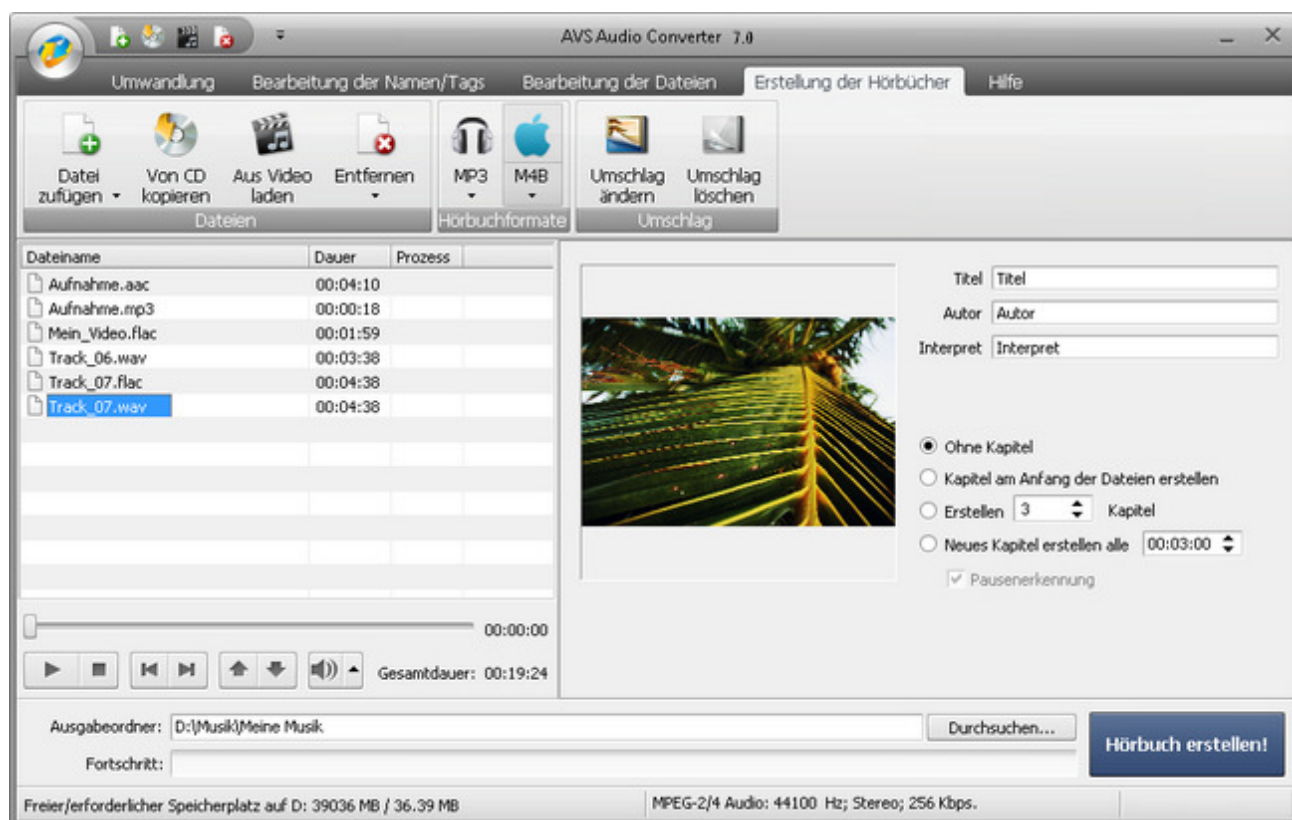 AVS Audio Converter 7.0
Umwandlung Bearbeitung der Namen/Tags Bearbeitung der Dateien Erstellung der Hörbücher Hilfe
Datei zufügen
Von CD kopieren
Aus Video laden
Entfernen
MP3
M4B
Umschlag ändern
Umschlag löschen
Dateien Hörbuchformate Umschlag
Dateiname Dauer Prozess
Aufnahme.aac 00:04:10
Aufnahme.mp3 00:00:18
Mein_Video.flac 00:01:59
Track_06.wav 00:03:38
Track_07.flac 00:04:38
Track_07.wav 00:04:38
00:00:00
Gesamtdauer: 00:19:24
Titel Titel
Autor Autor
Interpret Interpret
Ohne Kapitel
Kapitel am Anfang der Dateien erstellen
Erstellen 3 Kapitel
Neues Kapitel erstellen alle 00:03:00
Pausenerkennung
Ausgabeordner: D:\Musik\Meine Musik Durchsuchen...
Fortschritt:
Hörbuch erstellen!
Freier/erforderlicher Speicherplatz auf D: 39036 MB / 36.39 MB MPEG-2/4 Audio: 44100 Hz; Stereo; 256 Kbps.